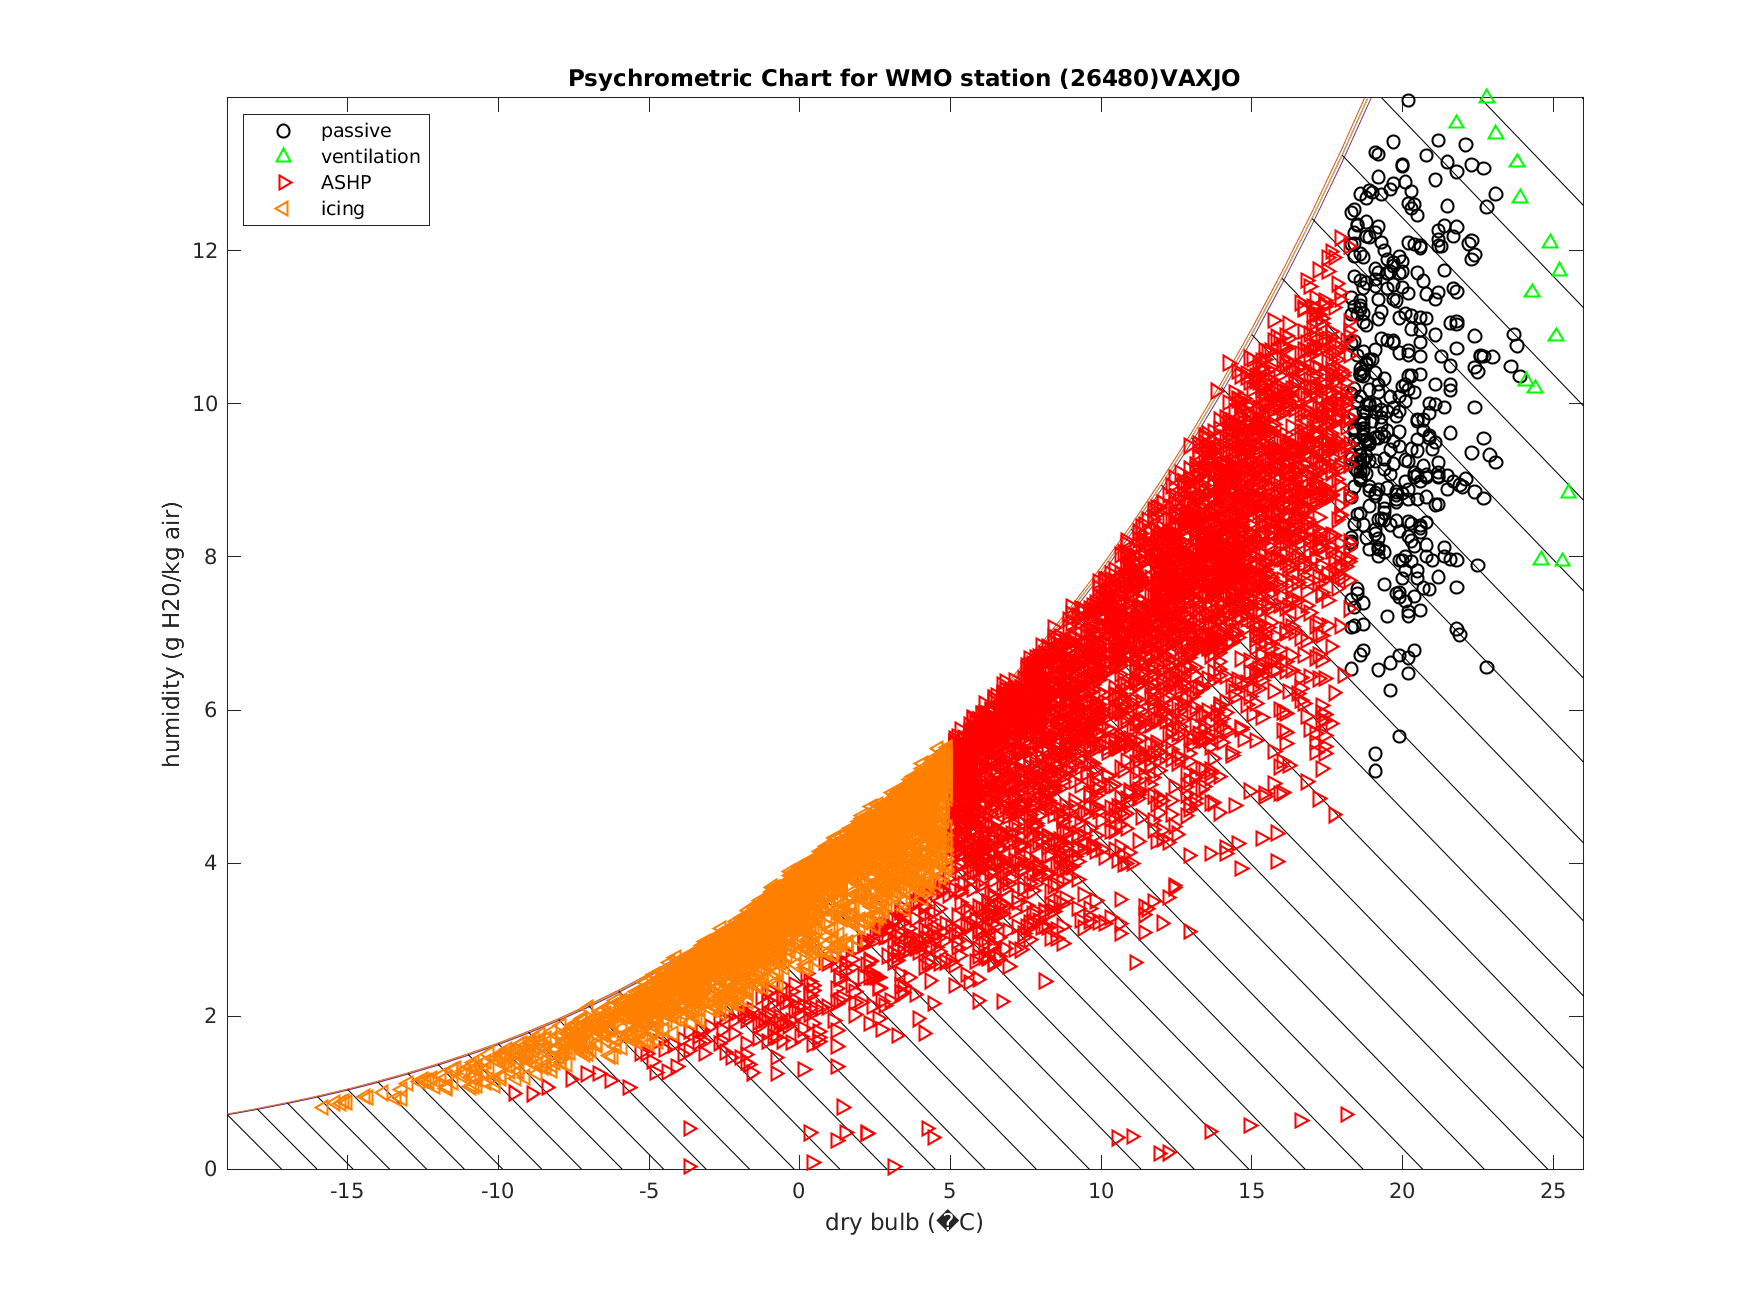 Psychrometric Chart for WMO station (26480)VAXJO
passive
ventilation
ASHP
icing
humidity (g H20/kg air)
12
10
8
6
4
2
0
-15 -10 -5 0 5 10 15 20 25
dry bulb (�C)